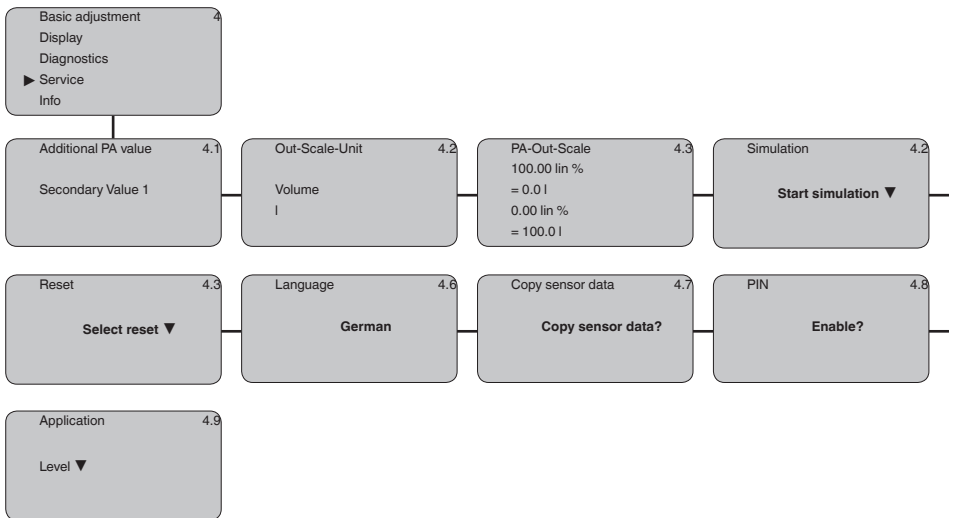 Basic adjustment 4
Display
Diagnostics
▶ Service
Info
Additional PA value 4.1
Secondary Value 1
Out-Scale-Unit 4.2
Volume
l
PA-Out-Scale 4.3
100.00 lin %
= 0.0 l
0.00 lin %
= 100.0 l
Simulation 4.2
Start simulation ▼
Reset 4.3
Select reset ▼
Language 4.6
German
Copy sensor data 4.7
Copy sensor data?
PIN 4.8
Enable?
Application 4.9
Level ▼